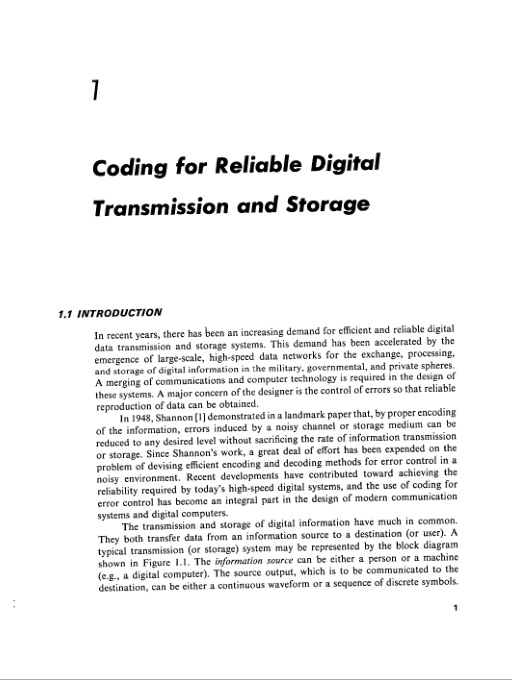 1
Coding for Reliable Digital
Transmission and Storage
1.1 INTRODUCTION
In recent years, there has been an increasing demand for efficient and reliable digital
data transmission and storage systems. This demand has been accelerated by the
emergence of large-scale, high-speed data networks for the exchange, processing,
and storage of digital information in the military, governmental, and private spheres.
A merging of communications and computer technology is required in the design of
these systems. A major concern of the designer is the control of errors so that reliable
reproduction of data can be obtained.
In 1948, Shannon [1] demonstrated in a landmark paper that, by proper encoding
of the information, errors induced by a noisy channel or storage medium can be
reduced to any desired level without sacrificing the rate of information transmission
or storage. Since Shannon's work, a great deal of effort has been expended on the
problem of devising efficient encoding and decoding methods for error control in a
noisy environment. Recent developments have contributed toward achieving the
reliability required by today's high-speed digital systems, and the use of coding for
error control has become an integral part in the design of modern communication
systems and digital computers.
The transmission and storage of digital information have much in common.
They both transfer data from an information source to a destination (or user). A
typical transmission (or storage) system may be represented by the block diagram
shown in Figure 1.1. The information source can be either a person or a machine
(e.g., a digital computer). The source output, which is to be communicated to the
destination, can be either a continuous waveform or a sequence of discrete symbols.
1